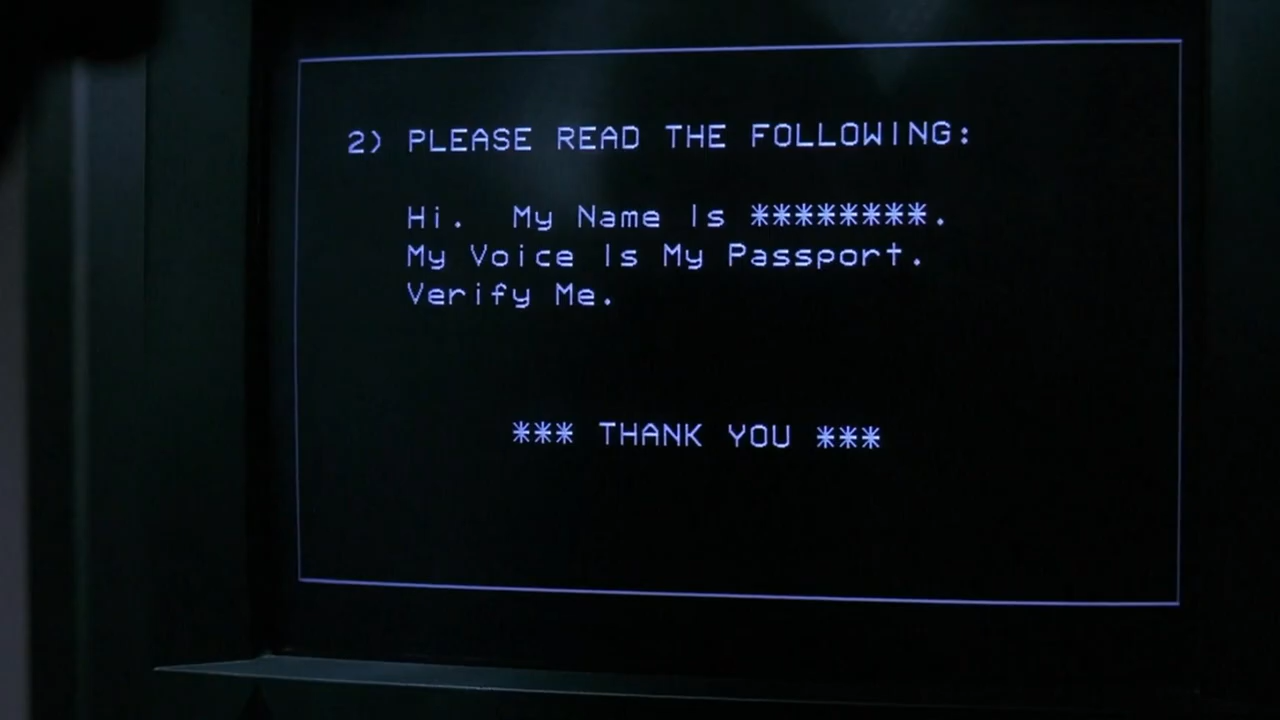 2) PLEASE READ THE FOLLOWING:
Hi.  My Name Is ********.
My Voice Is My Passport.
Verify Me.
*** THANK YOU ***